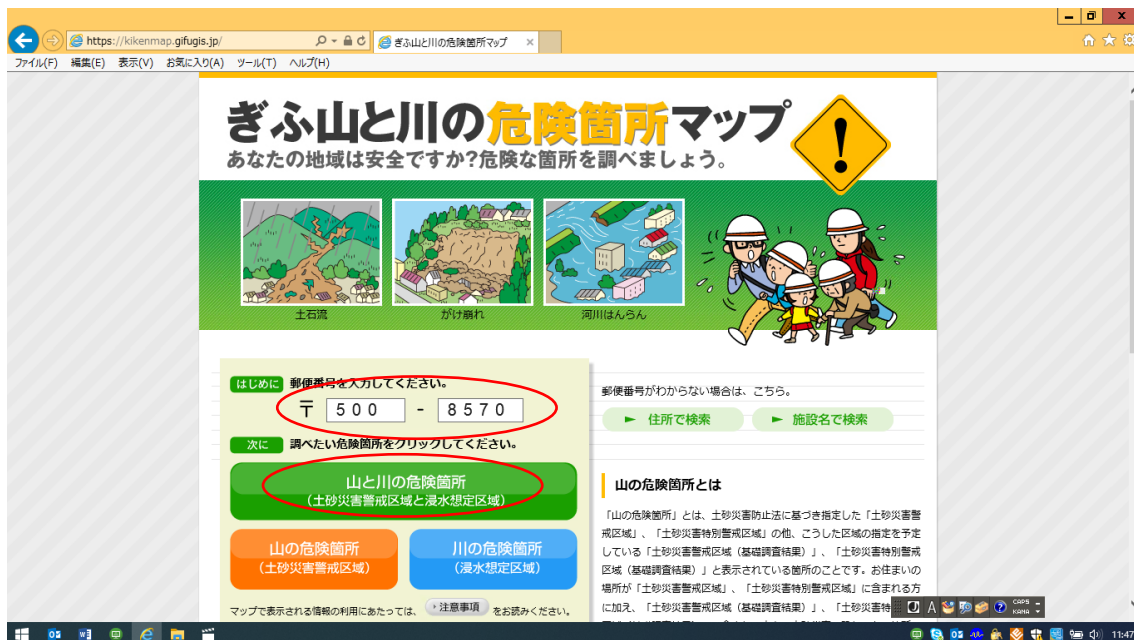 https://kikenmap.gifugis.jp/
ぎふ山と川の危険箇所マップ
ファイル(F) 編集(E) 表示(V) お気に入り(A) ツール(T) ヘルプ(H)
ぎふ山と川の危険箇所マップ
あなたの地域は安全ですか?危険な箇所を調べましょう。
土石流 がけ崩れ 河川はんらん
はじめに 郵便番号を入力してください。
〒 500 - 8570
次に 調べたい危険箇所をクリックしてください。
山と川の危険箇所
(土砂災害警戒区域と浸水想定区域)
山の危険箇所
(土砂災害警戒区域)
川の危険箇所
(浸水想定区域)
マップで表示される情報の利用にあたっては、 注意事項 をお読みください。
郵便番号がわからない場合は、こちら。
► 住所で検索 ► 施設名で検索
山の危険箇所とは
「山の危険箇所」とは、土砂災害防止法に基づき指定した「土砂災害警
戒区域」、「土砂災害特別警戒区域」の他、こうした区域の指定を予定
している「土砂災害警戒区域（基礎調査結果）」、「土砂災害特別警戒
区域（基礎調査結果）」と表示されている箇所のことです。お住まいの
場所が「土砂災害警戒区域」、「土砂災害特別警戒区域」に含まれる方
に加え、「土砂災害警戒区域（基礎調査結果）」、「土砂災害特
A CAPS
KANA
11:47